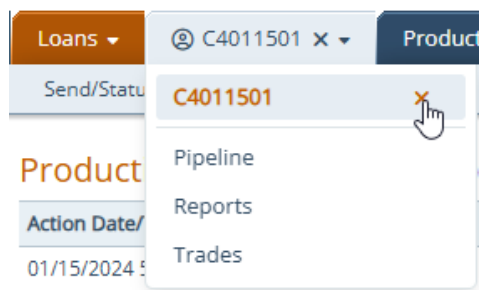 Loans
C4011501
Product
Send/Statu
C4011501
Pipeline
Reports
Trades
Product
Action Date/
01/15/2024 5